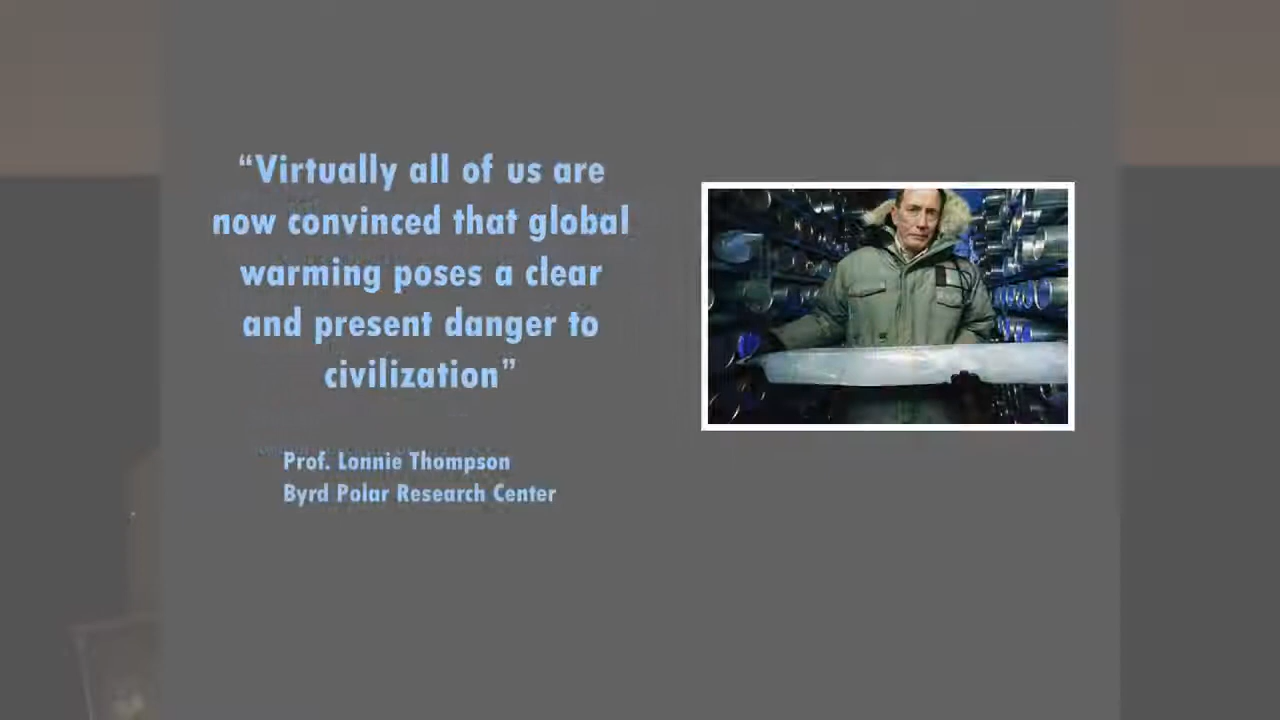 “Virtually all of us are
now convinced that global
warming poses a clear
and present danger to
civilization”
Prof. Lonnie Thompson
Byrd Polar Research Center